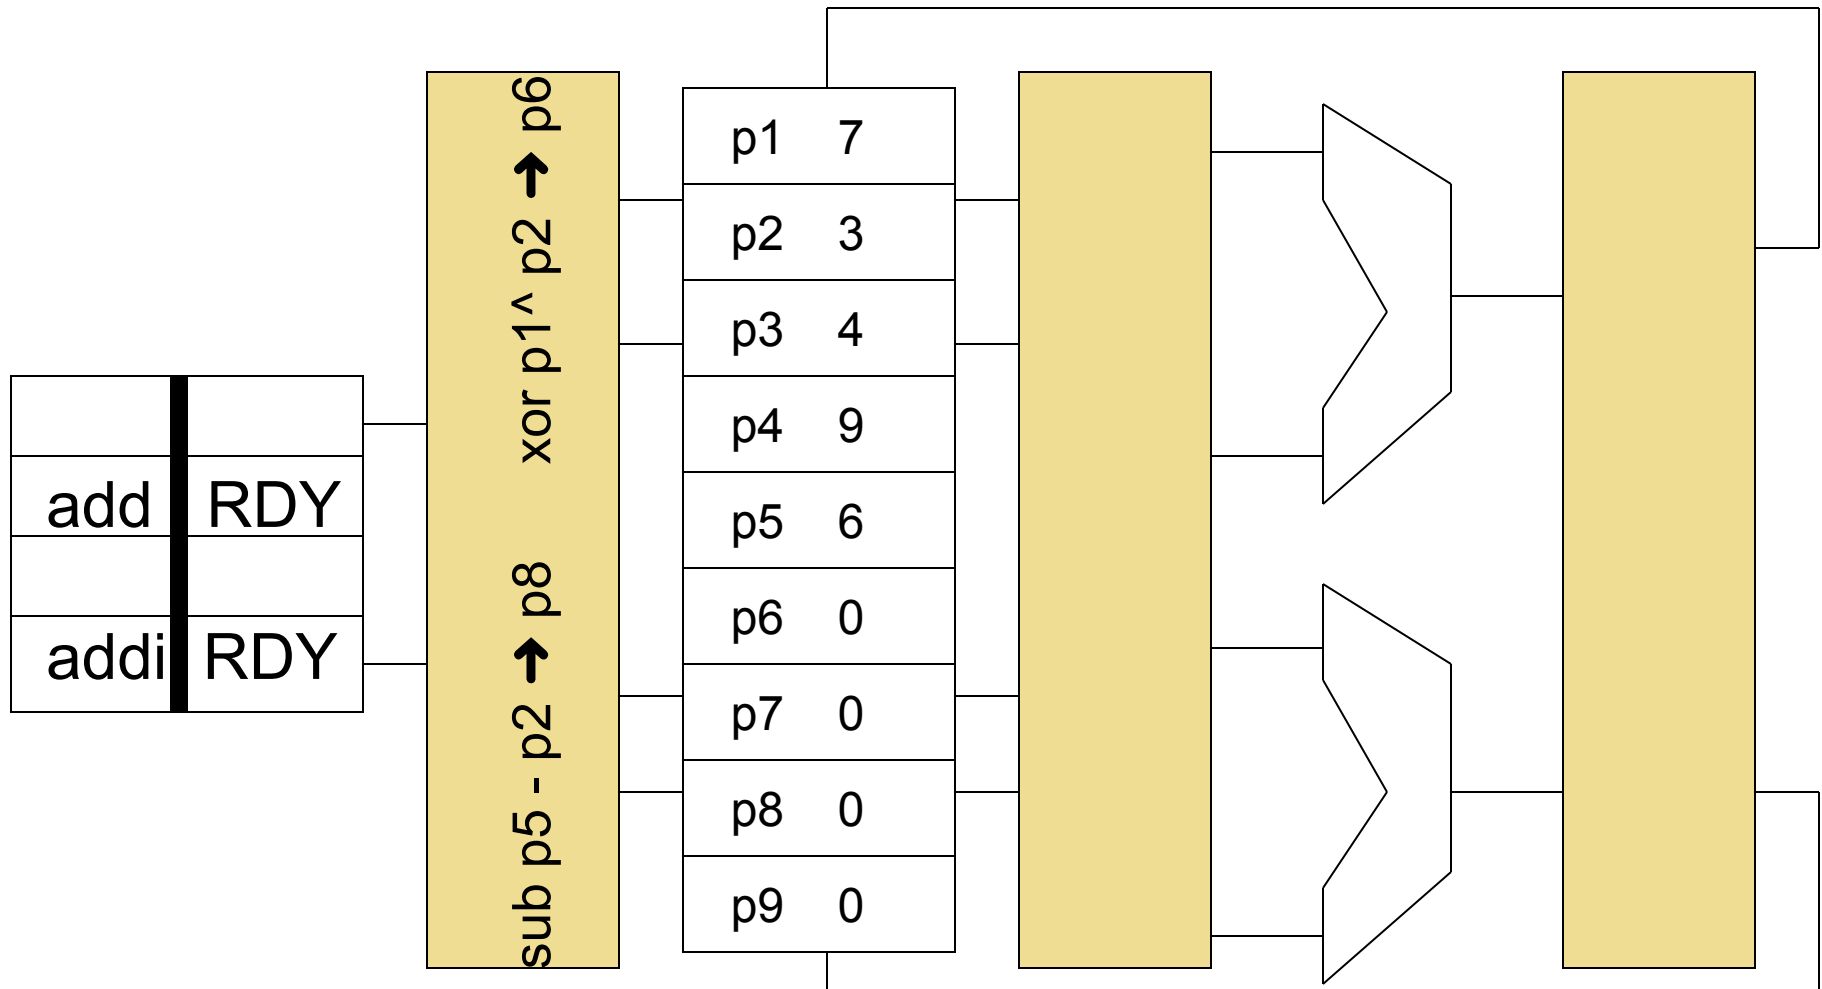 add RDY
addi RDY
xor p1^ p2 → p6
sub p5 - p2 → p8
p1 7
p2 3
p3 4
p4 9
p5 6
p6 0
p7 0
p8 0
p9 0